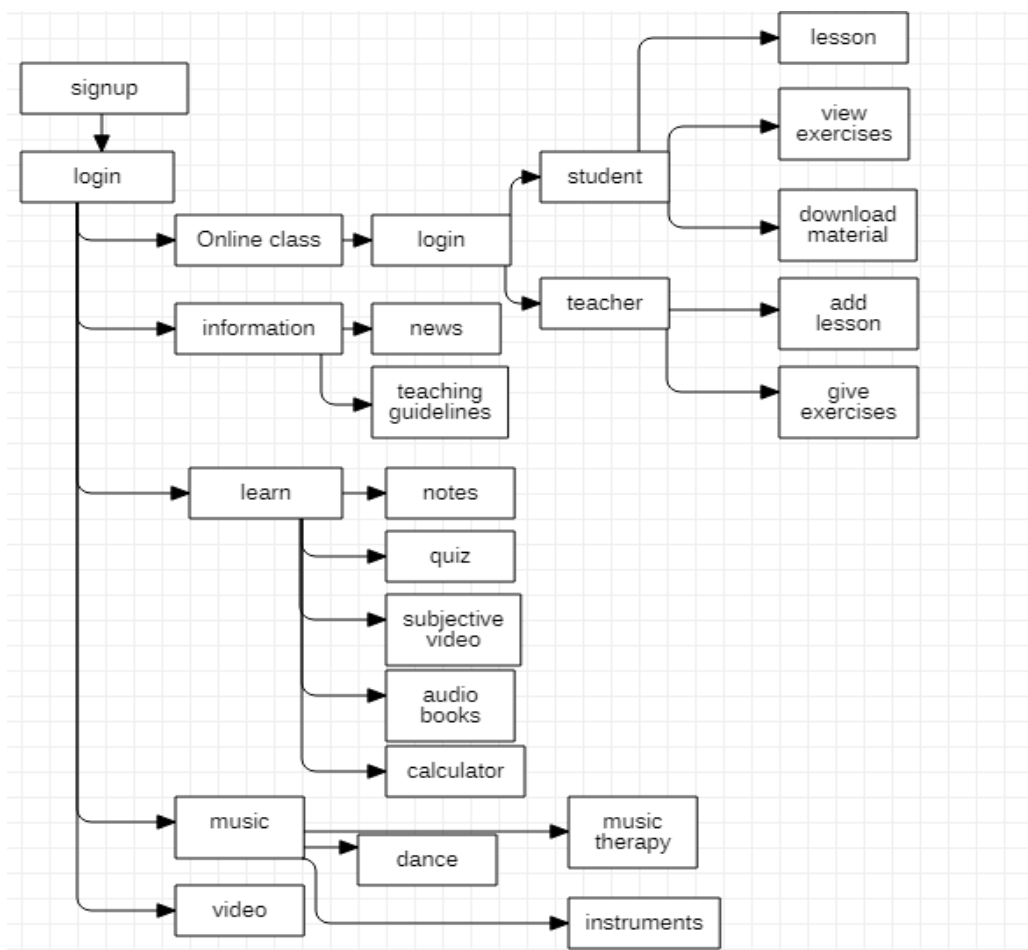 signup
login
Online class
login
student
lesson
view
exercises
download
material
teacher
add
lesson
give
exercises
information
news
teaching
guidelines
learn
notes
quiz
subjective
video
audio
books
calculator
music
music
therapy
dance
instruments
video